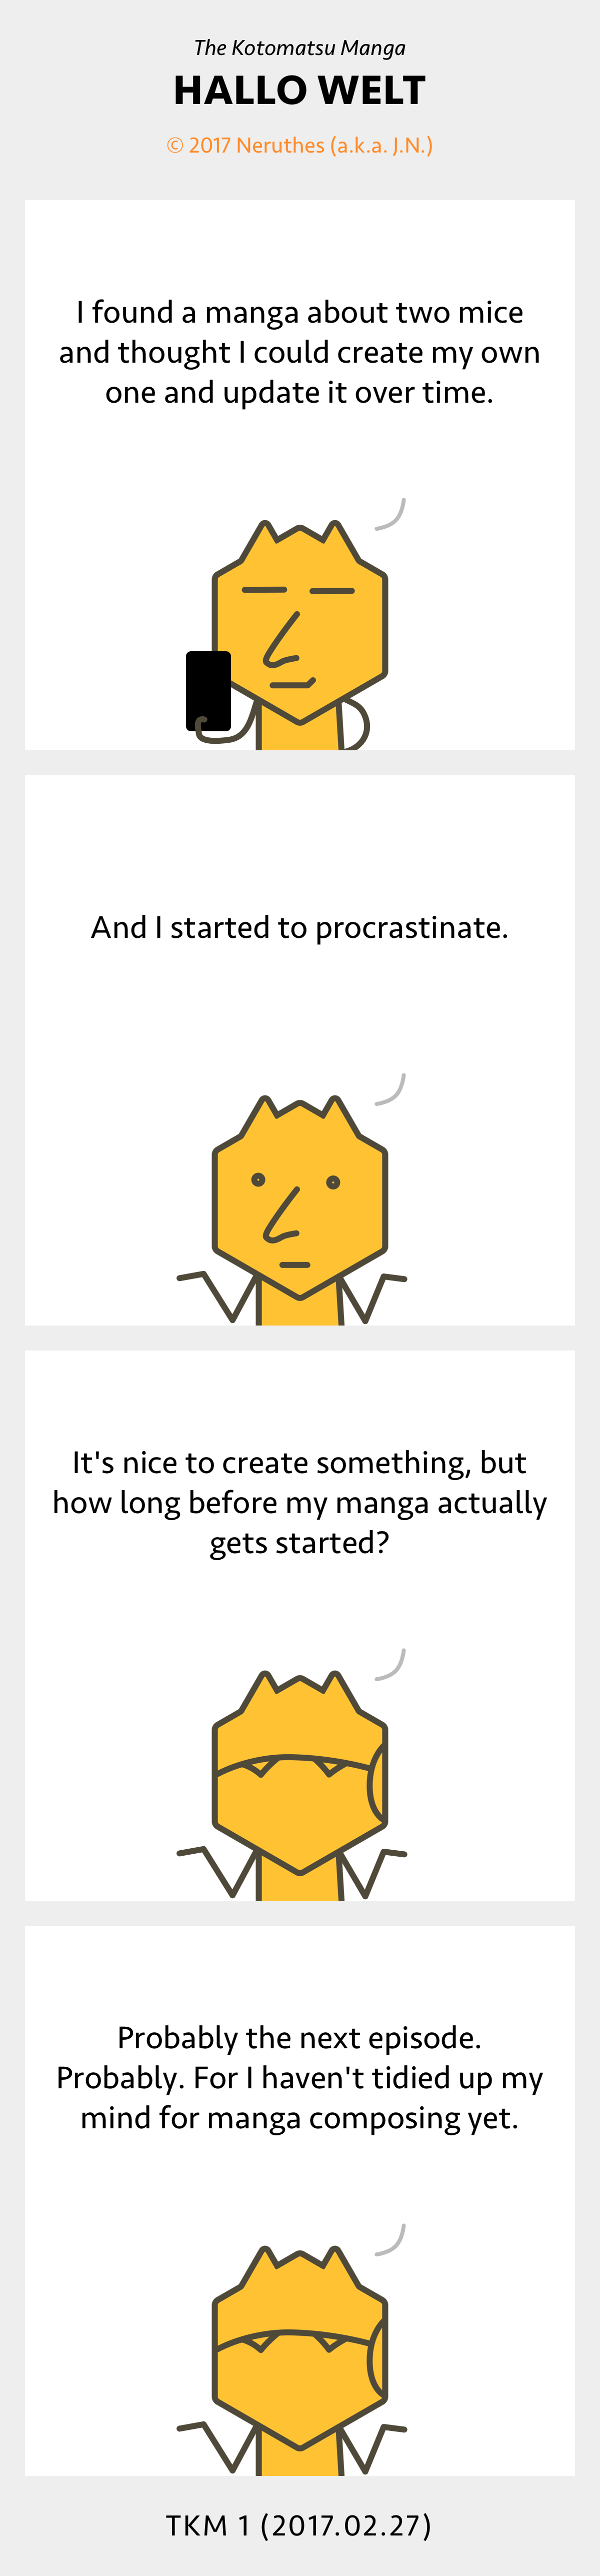 The Kotomatsu Manga
HALLO WELT
© 2017 Neruthes (a.k.a. J.N.)
I found a manga about two mice
and thought I could create my own
one and update it over time.
And I started to procrastinate.
It's nice to create something, but
how long before my manga actually
gets started?
Probably the next episode.
Probably. For I haven't tidied up my
mind for manga composing yet.
TKM 1 (2017.02.27)